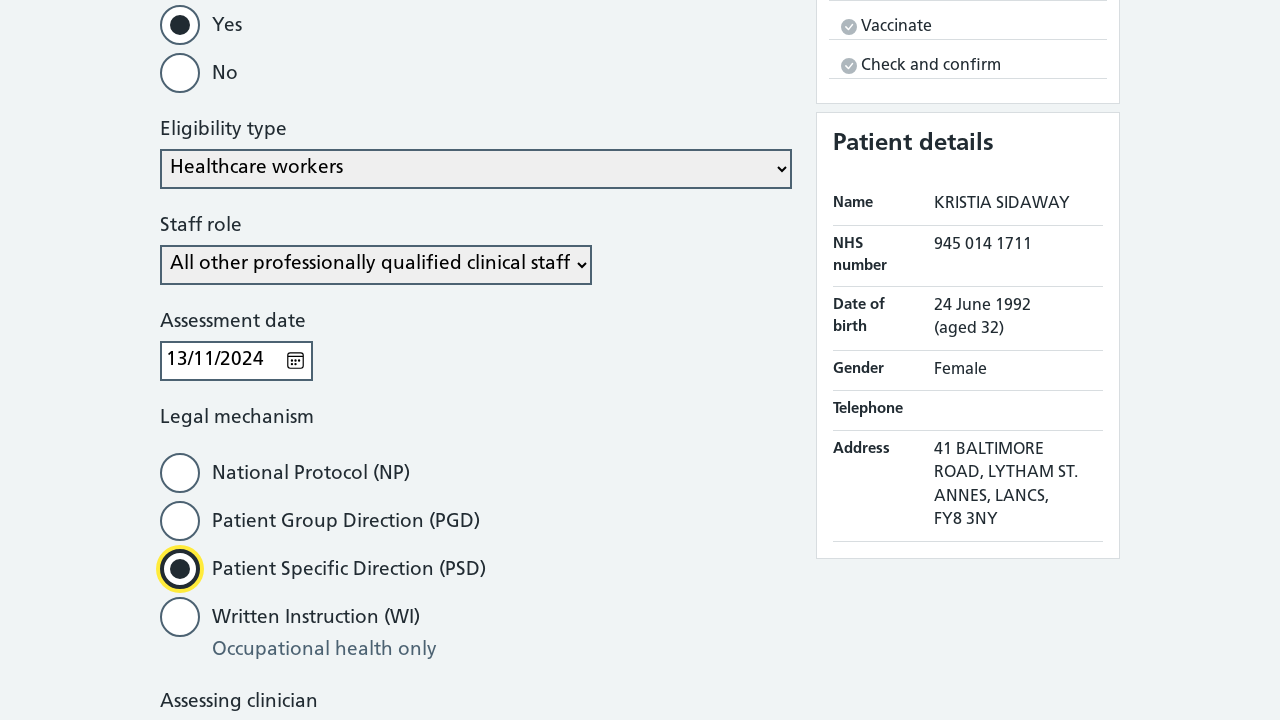 Yes
No
Eligibility type
Healthcare workers
Staff role
All other professionally qualified clinical staff
Assessment date
13/11/2024
Legal mechanism
National Protocol (NP)
Patient Group Direction (PGD)
Patient Specific Direction (PSD)
Written Instruction (WI)
Occupational health only
Assessing clinician
Vaccinate
Check and confirm
Patient details
Name KRISTIA SIDAWAY
NHS number 945 014 1711
Date of birth 24 June 1992
(aged 32)
Gender Female
Telephone
Address 41 BALTIMORE
ROAD, LYTHAM ST.
ANNES, LANCS,
FY8 3NY